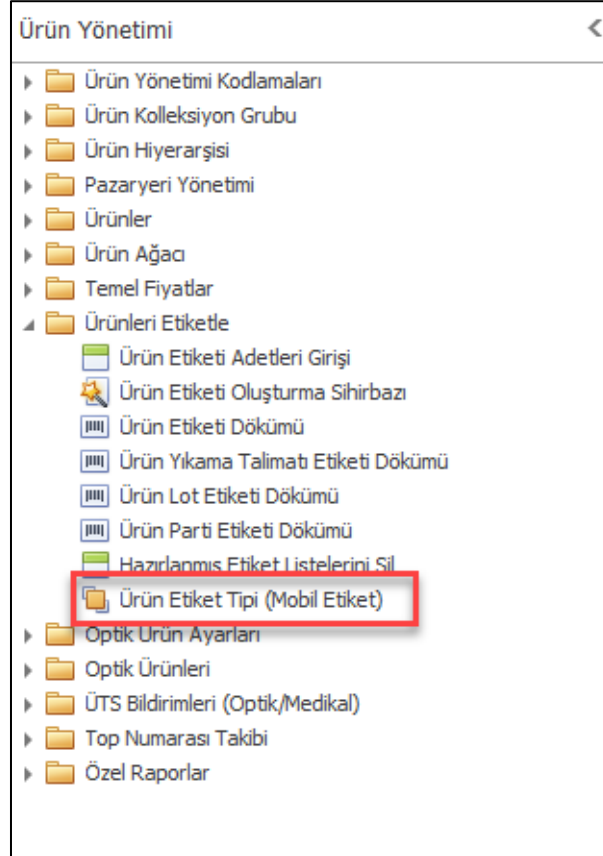 Ürün Yönetimi
Ürün Yönetimi Kodlamaları
Ürün Kolleksiyon Grubu
Ürün Hiyerarşisi
Pazaryeri Yönetimi
Ürünler
Ürün Ağacı
Temel Fiyatlar
Ürünleri Etiketle
Ürün Etiketi Adetleri Girişi
Ürün Etiketi Oluşturma Sihirbazı
Ürün Etiketi Dökümü
Ürün Yıkama Talimatı Etiketi Dökümü
Ürün Lot Etiketi Dökümü
Ürün Parti Etiketi Dökümü
Hazırlanmış Etiket Listelerini Sil
Ürün Etiket Tipi (Mobil Etiket)
Optik Ürün Ayarları
Optik Ürünleri
ÜTS Bildirimleri (Optik/Medikal)
Top Numarası Takibi
Özel Raporlar